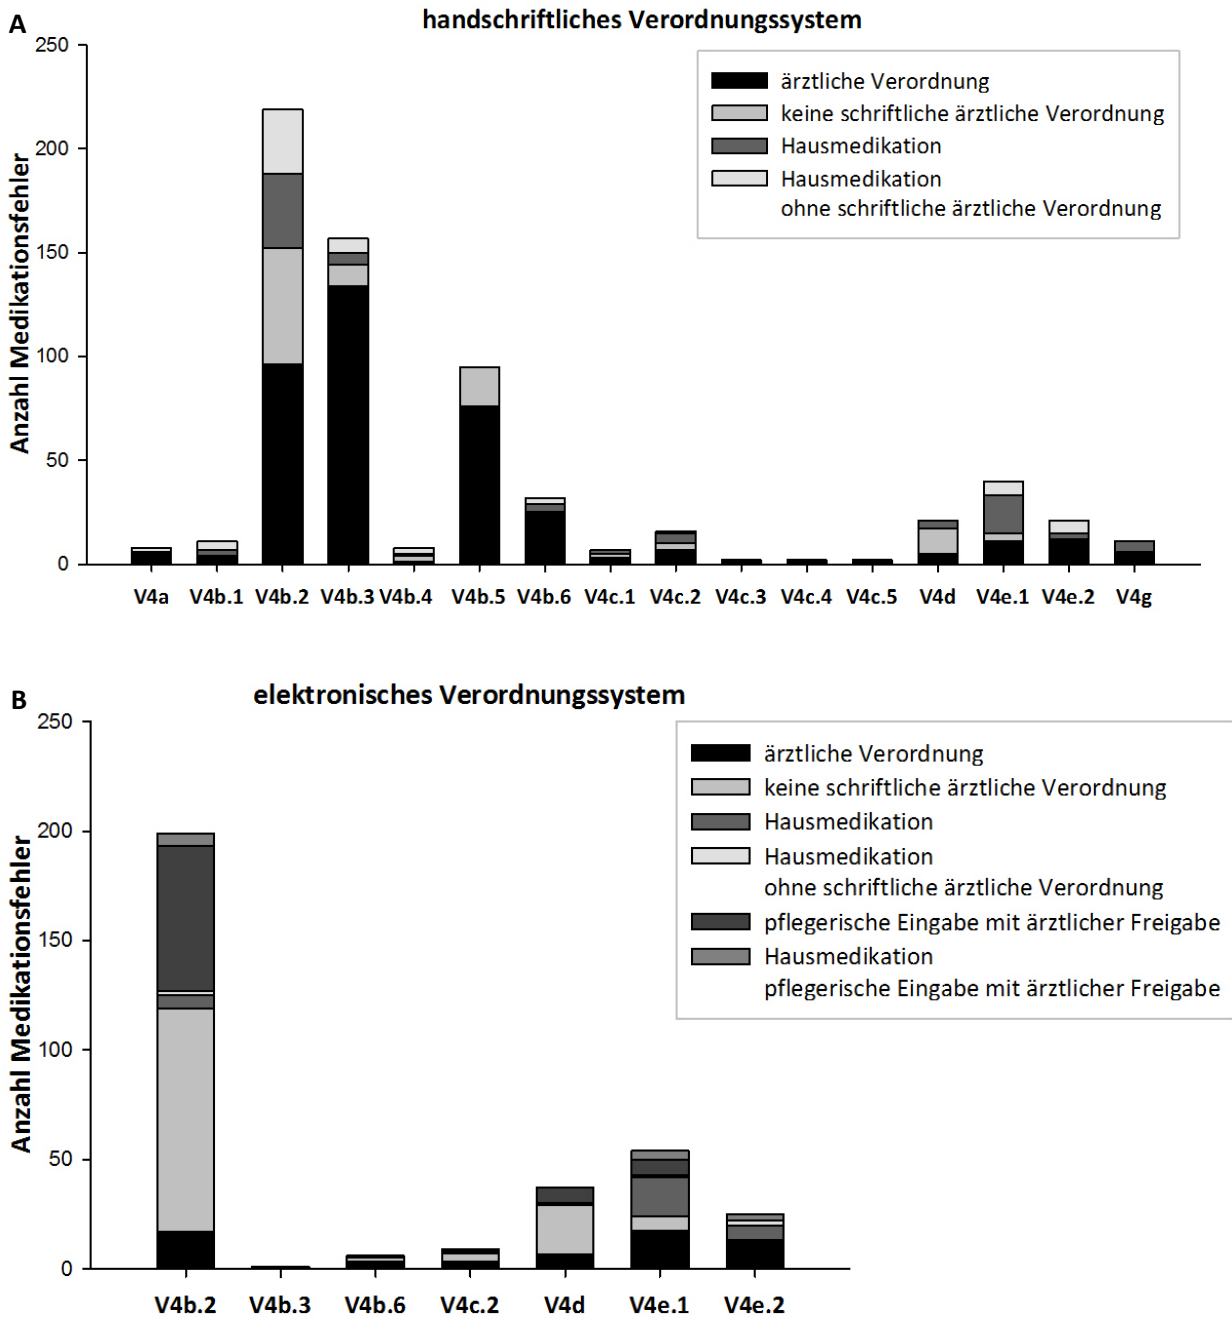 A
handschriftliches Verordnungssystem
250
200
150
100
50
0
Anzahl Medikationsfehler
ärztliche Verordnung
keine schriftliche ärztliche Verordnung
Hausmedikation
Hausmedikation
ohne schriftliche ärztliche Verordnung
V4a V4b.1 V4b.2 V4b.3 V4b.4 V4b.5 V4b.6 V4c.1 V4c.2 V4c.3 V4c.4 V4c.5 V4d V4e.1 V4e.2 V4g
B
elektronisches Verordnungssystem
250
200
150
100
50
0
Anzahl Medikationsfehler
ärztliche Verordnung
keine schriftliche ärztliche Verordnung
Hausmedikation
Hausmedikation
ohne schriftliche ärztliche Verordnung
pflegerische Eingabe mit ärztlicher Freigabe
Hausmedikation
pflegerische Eingabe mit ärztlicher Freigabe
V4b.2 V4b.3 V4b.6 V4c.2 V4d V4e.1 V4e.2